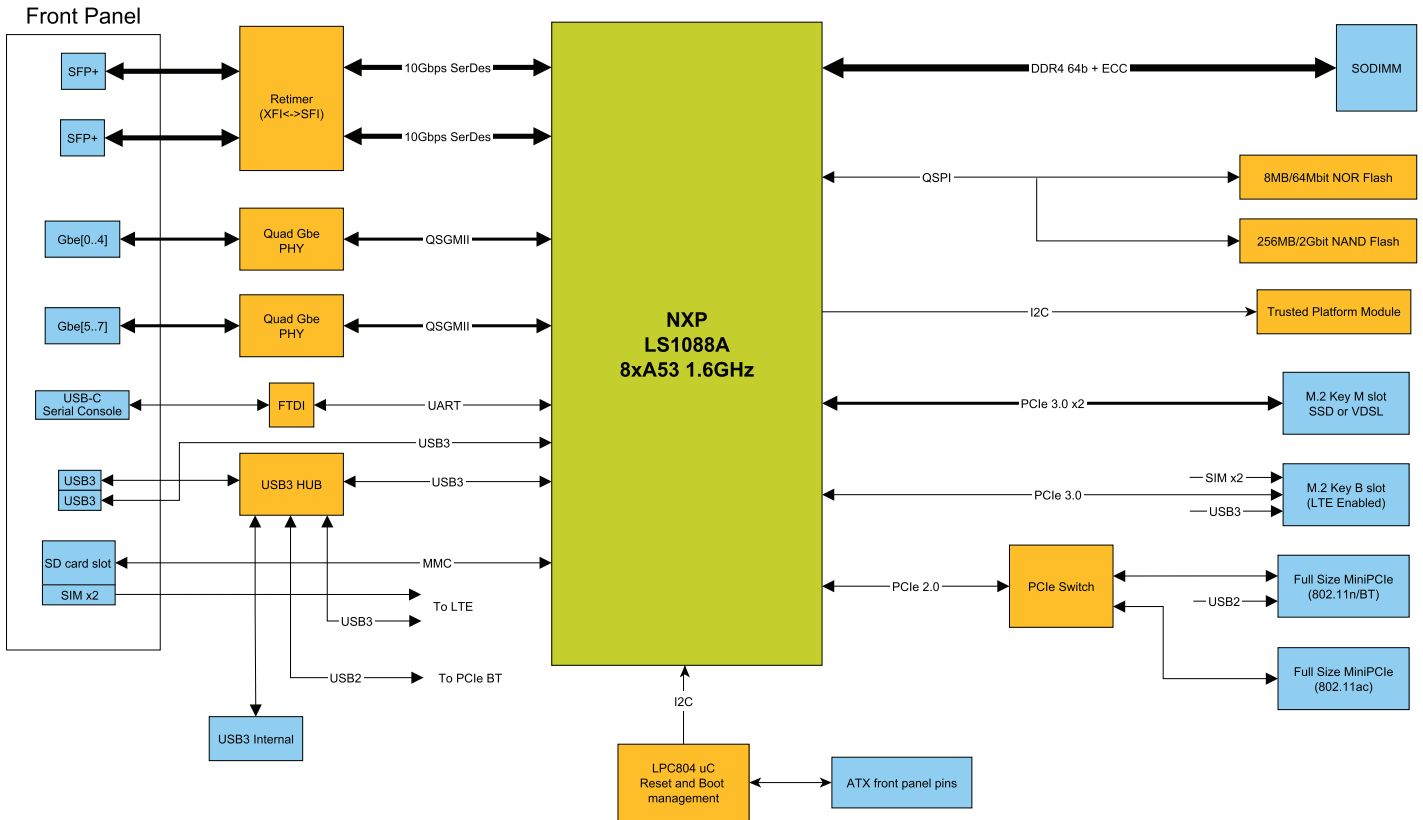 Front Panel
SFP+
SFP+
Retimer
(XFI<->SFI)
10Gbps SerDes
10Gbps SerDes
Gbe[0..4]
Quad Gbe
PHY
QSGMII
Gbe[5..7]
Quad Gbe
PHY
QSGMII
USB-C
Serial Console
FTDI
UART
USB3
USB3
USB3
USB3 HUB
USB3
SD card slot
SIM x2
MMC
To LTE
USB3
USB2
To PCIe BT
USB3 Internal
NXP
LS1088A
8xA53 1.6GHz
I2C
LPC804 uC
Reset and Boot
management
ATX front panel pins
DDR4 64b + ECC
SODIMM
QSPI
8MB/64Mbit NOR Flash
256MB/2Gbit NAND Flash
I2C
Trusted Platform Module
PCIe 3.0 x2
M.2 Key M slot
SSD or VDSL
SIM x2
PCIe 3.0
USB3
M.2 Key B slot
(LTE Enabled)
PCIe 2.0
PCIe Switch
USB2
Full Size MiniPCIe
(802.11n/BT)
Full Size MiniPCIe
(802.11ac)